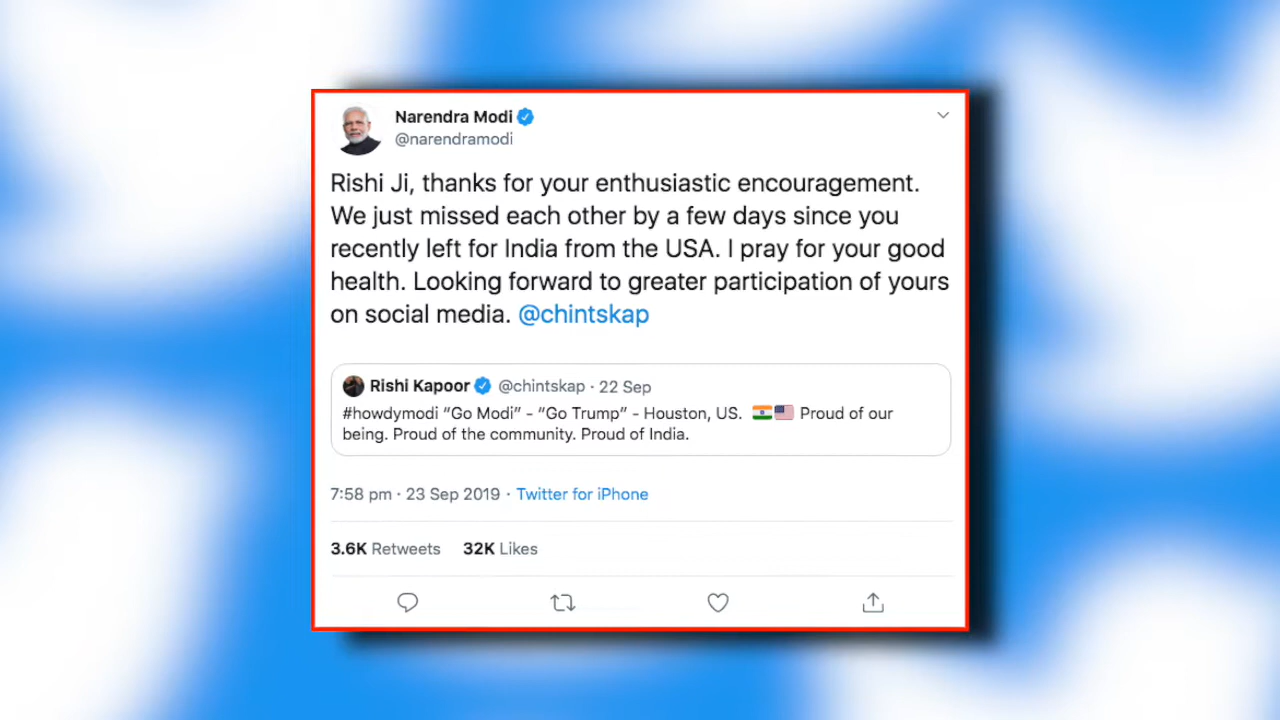 Narendra Modi
@narendramodi
Rishi Ji, thanks for your enthusiastic encouragement.
We just missed each other by a few days since you
recently left for India from the USA. I pray for your good
health. Looking forward to greater participation of yours
on social media. @chintskap
Rishi Kapoor @chintskap · 22 Sep
#howdymodi “Go Modi” - “Go Trump” - Houston, US. 🇮🇳🇺🇸 Proud of our
being. Proud of the community. Proud of India.
7:58 pm · 23 Sep 2019 · Twitter for iPhone
3.6K Retweets 32K Likes